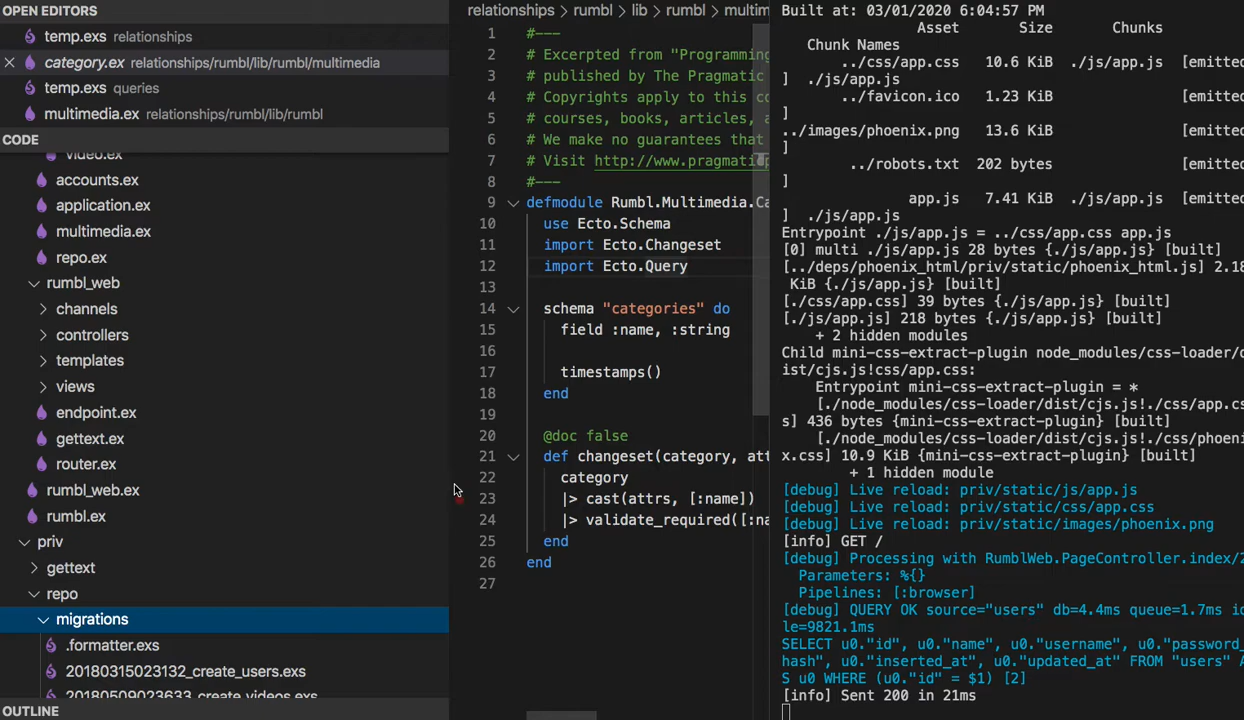 OPEN EDITORS
temp.exs relationships
category.ex relationships/rumbl/lib/rumbl/multimedia
temp.exs queries
multimedia.ex relationships/rumbl/lib/rumbl
CODE
video.ex
accounts.ex
application.ex
multimedia.ex
repo.ex
rumbl_web
channels
controllers
templates
views
endpoint.ex
gettext.ex
router.ex
rumbl_web.ex
rumbl.ex
priv
gettext
repo
migrations
.formatter.exs
20180315023132_create_users.exs
20180509023633_create_videos.exs
OUTLINE
relationships > rumbl > lib > rumbl > multim
1 #---
2 # Excerpted from "Programming
3 # published by The Pragmatic
4 # Copyrights apply to this co
5 # courses, books, articles, a
6 # We make no guarantees that
7 # Visit http://www.pragmatic
8 #---
9 defmodule Rumbl.Multimedia.Ca
10 use Ecto.Schema
11 import Ecto.Changeset
12 import Ecto.Query
13
14 schema "categories" do
15 field :name, :string
16
17 timestamps()
18 end
19
20 @doc false
21 def changeset(category, att
22 category
23 |> cast(attrs, [:name])
24 |> validate_required([:na
25 end
26 end
27
Built at: 03/01/2020 6:04:57 PM
Asset Size Chunks
Chunk Names
../css/app.css 10.6 KiB ./js/app.js [emitted
] ./js/app.js
../favicon.ico 1.23 KiB [emitted
]
../images/phoenix.png 13.6 KiB [emitted
]
../robots.txt 202 bytes [emitted
]
app.js 7.41 KiB ./js/app.js [emitted
] ./js/app.js
Entrypoint ./js/app.js = ../css/app.css app.js
[0] multi ./js/app.js 28 bytes {./js/app.js} [built]
[../deps/phoenix_html/priv/static/phoenix_html.js] 2.18
KiB {./js/app.js} [built]
[./css/app.css] 39 bytes {./js/app.js} [built]
[./js/app.js] 218 bytes {./js/app.js} [built]
+ 2 hidden modules
Child mini-css-extract-plugin node_modules/css-loader/d
ist/cjs.js!css/app.css:
Entrypoint mini-css-extract-plugin = *
[./node_modules/css-loader/dist/cjs.js!./css/app.cs
s] 436 bytes {mini-css-extract-plugin} [built]
[./node_modules/css-loader/dist/cjs.js!./css/phoeni
x.css] 10.9 KiB {mini-css-extract-plugin} [built]
+ 1 hidden module
[debug] Live reload: priv/static/js/app.js
[debug] Live reload: priv/static/css/app.css
[debug] Live reload: priv/static/images/phoenix.png
[info] GET /
[debug] Processing with RumblWeb.PageController.index/2
Parameters: %{}
Pipelines: [:browser]
[debug] QUERY OK source="users" db=4.4ms queue=1.7ms id
le=9821.1ms
SELECT u0."id", u0."name", u0."username", u0."password_
hash", u0."inserted_at", u0."updated_at" FROM "users" A
S u0 WHERE (u0."id" = $1) [2]
[info] Sent 200 in 21ms